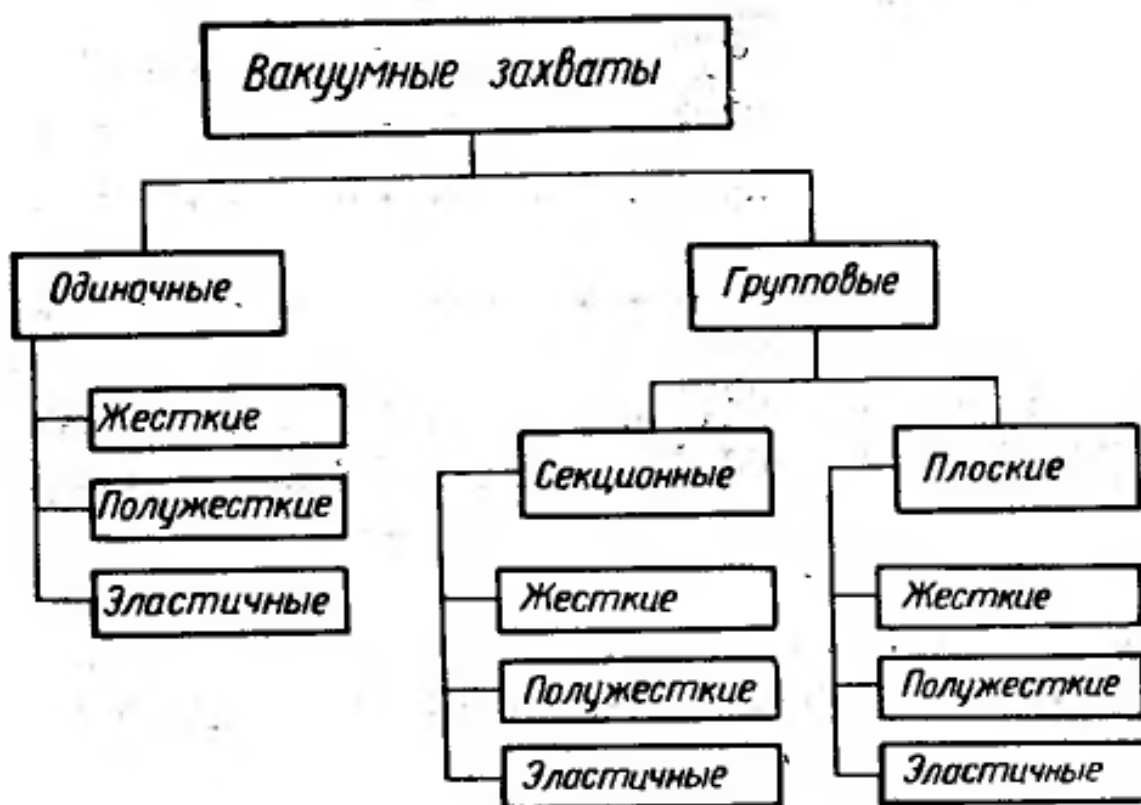 Вакуумные захваты
Одиночные
Групповые
Жесткие
Полужесткие
Эластичные
Секционные
Плоские
Жесткие
Жесткие
Полужесткие
Полужесткие
Эластичные
Эластичные